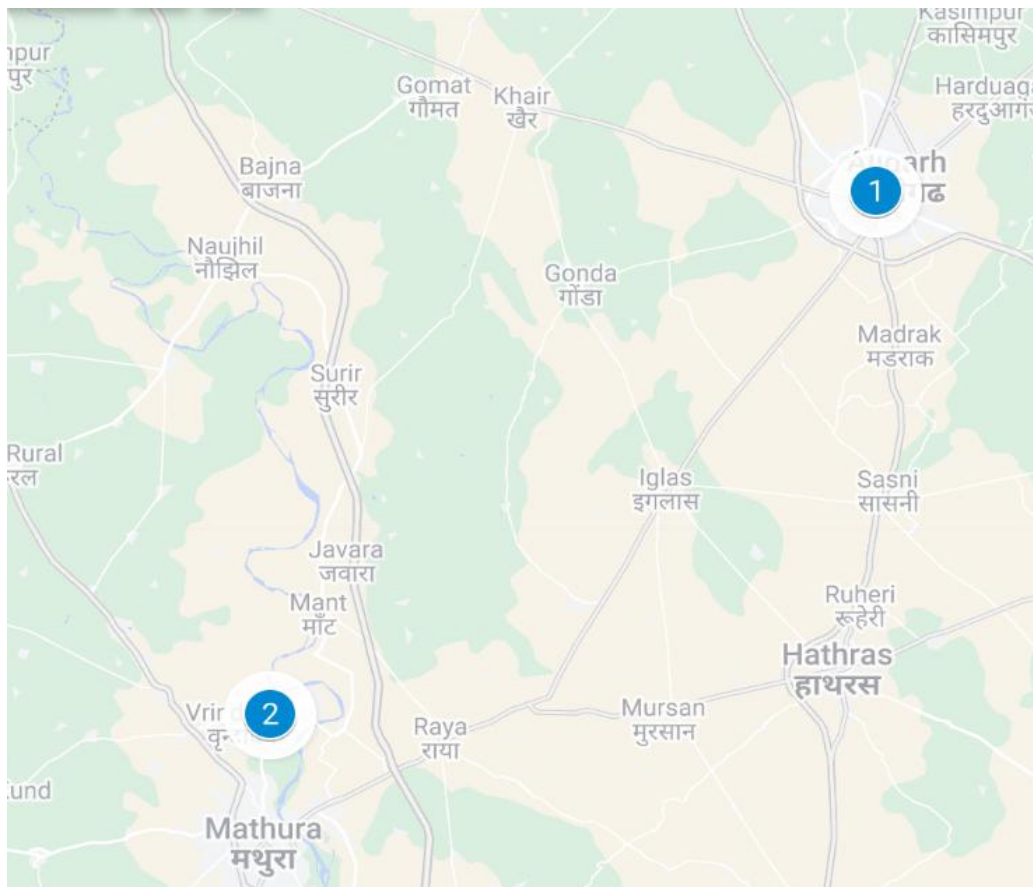 Kasimpur
कासिमपुर
Gomat
गौमत
Khair
खैर
Bajna
बाजना
1
Naujhil
नौझिल
Gonda
गोंडा
Madrak
मडराक
Surir
सुरीर
Rural
Iglas
इगलास
Sasni
सासनी
Javara
जवारा
Mant
माँट
Ruheri
रूहेरी
Hathras
हाथरस
2
Mursan
मुरसान
Raya
राया
Mathura
मथुरा